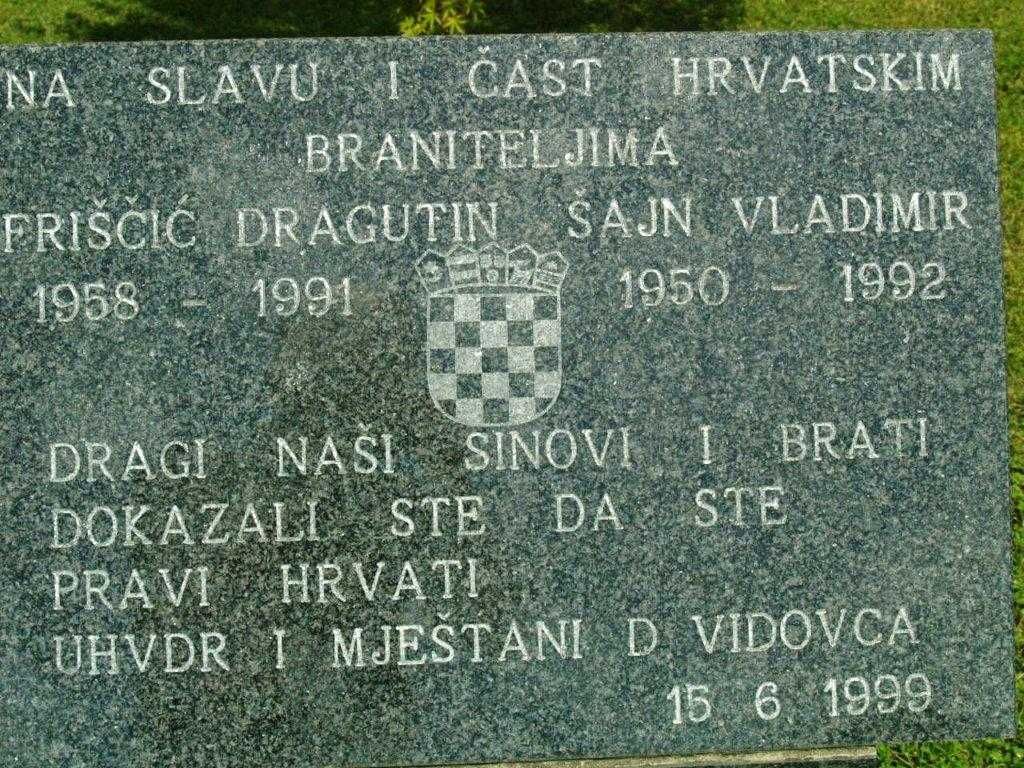 NA SLAVU I ČAST HRVATSKIM
BRANITELJIMA
FRIŠČIĆ DRAGUTIN ŠAJN VLADIMIR
1958 - 1991 1950 - 1992
DRAGI NAŠI SINOVI I BRATI
DOKAZALI STE DA STE
PRAVI HRVATI
UHVDR I MJEŠTANI D. VIDOVCA
15. 6. 1999.